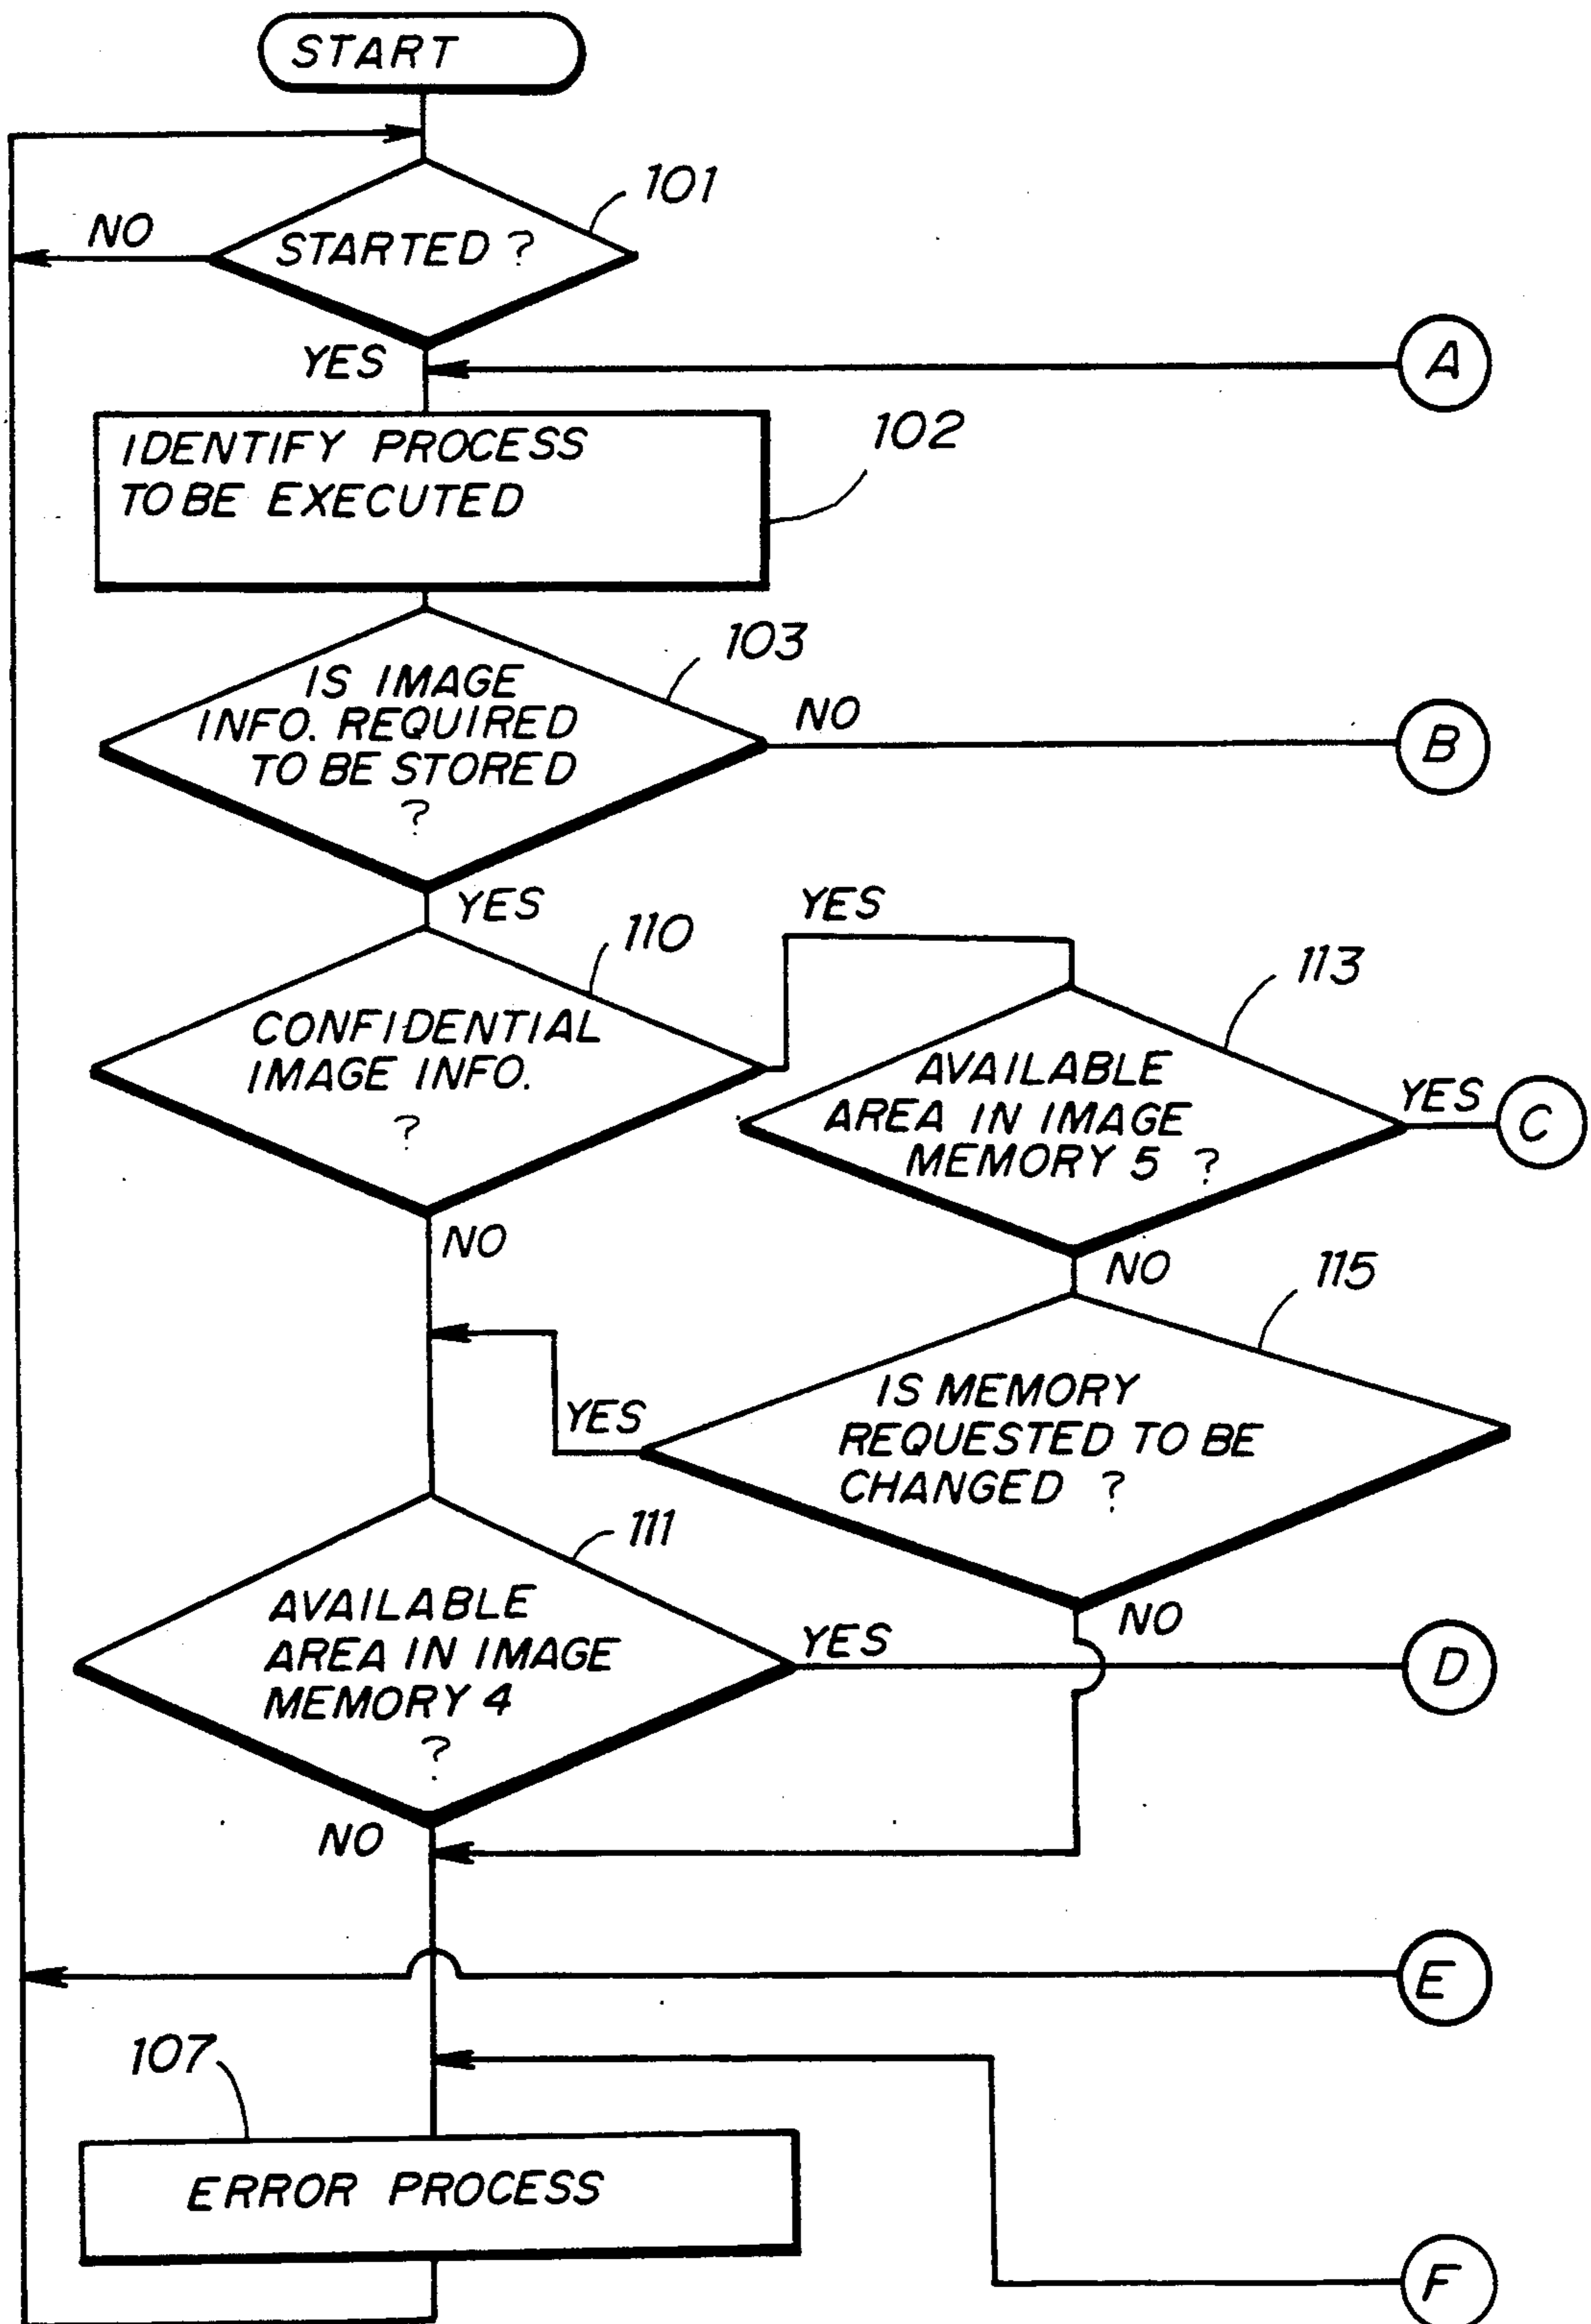 START
101
NO
STARTED ?
YES
A
IDENTIFY PROCESS
TO BE EXECUTED
102
103
IS IMAGE
INFO. REQUIRED
TO BE STORED
?
NO
B
YES
YES
110
113
CONFIDENTIAL
IMAGE INFO.
?
AVAILABLE
AREA IN IMAGE
MEMORY 5 ?
YES
C
NO
NO
115
IS MEMORY
REQUESTED TO BE
CHANGED ?
YES
111
NO
AVAILABLE
AREA IN IMAGE
MEMORY 4
?
YES
D
NO
E
107
ERROR PROCESS
F